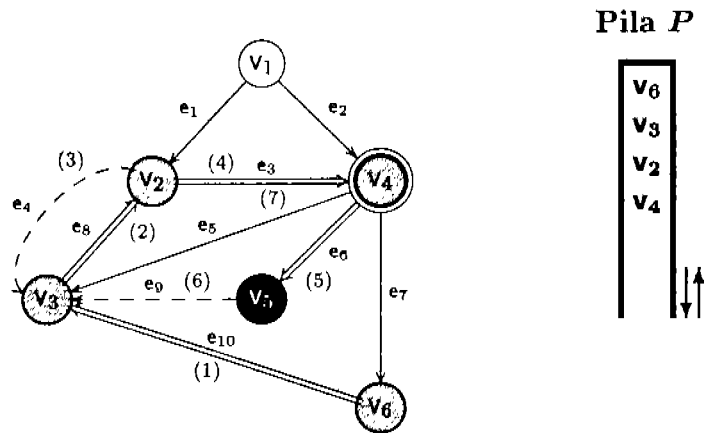 Pila P
v₁
v₆
e₁
e₂
v₃
(3)
(4)
e₃
v₂
v₂
v₄
(7)
v₄
e₄
e₈
(2)
e₅
e₆
(6)
(5)
v₃
e₉
v₅
e₇
e₁₀
(1)
v₆